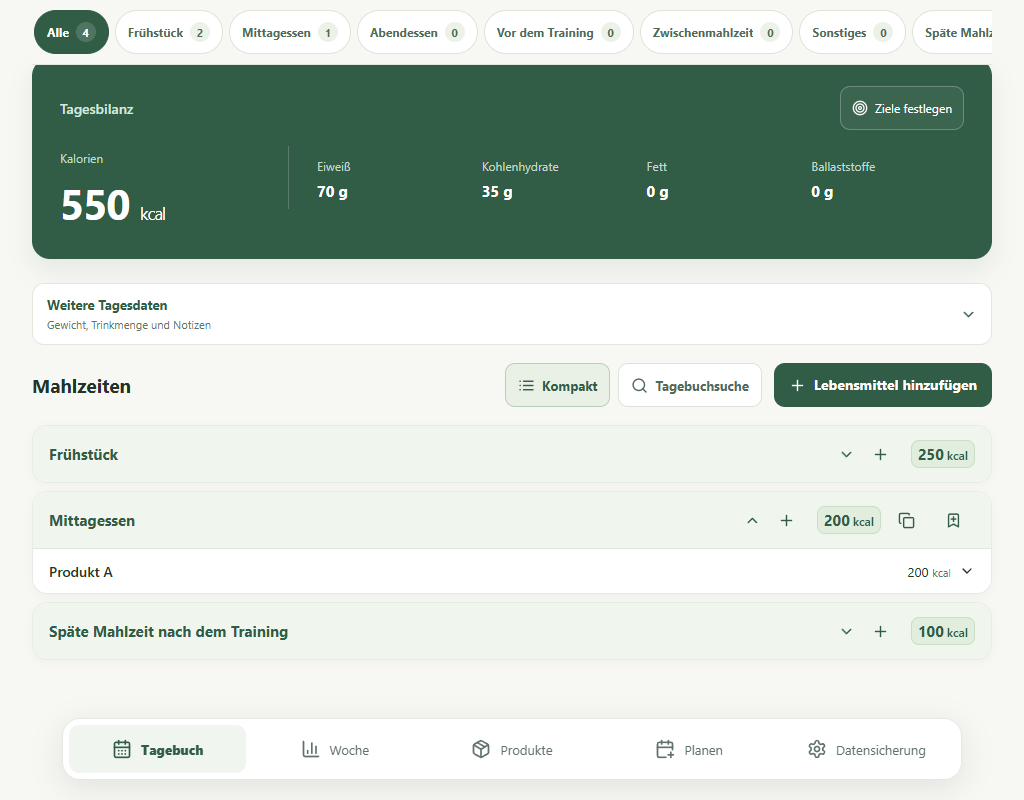 Alle 4 Frühstück 2 Mittagessen 1 Abendessen 0 Vor dem Training 0 Zwischenmahlzeit 0 Sonstiges 0 Späte
Tagesbilanz Ziele festlegen
Kalorien
550 kcal
Eiweiß
70 g
Kohlenhydrate
35 g
Fett
0 g
Ballaststoffe
0 g
Weitere Tagesdaten
Gewicht, Trinkmenge und Notizen
Mahlzeiten Kompakt Tagebuchsuche Lebensmittel hinzufügen
Frühstück 250 kcal
Mittagessen 200 kcal
Produkt A 200 kcal
Späte Mahlzeit nach dem Training 100 kcal
Tagebuch Woche Produkte Planen Datensicherung